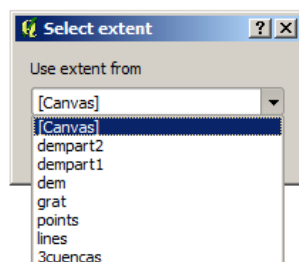 Select extent
Use extent from
[Canvas]
[Canvas]
dempart2
dempart1
dem
grat
points
lines
3cuencas